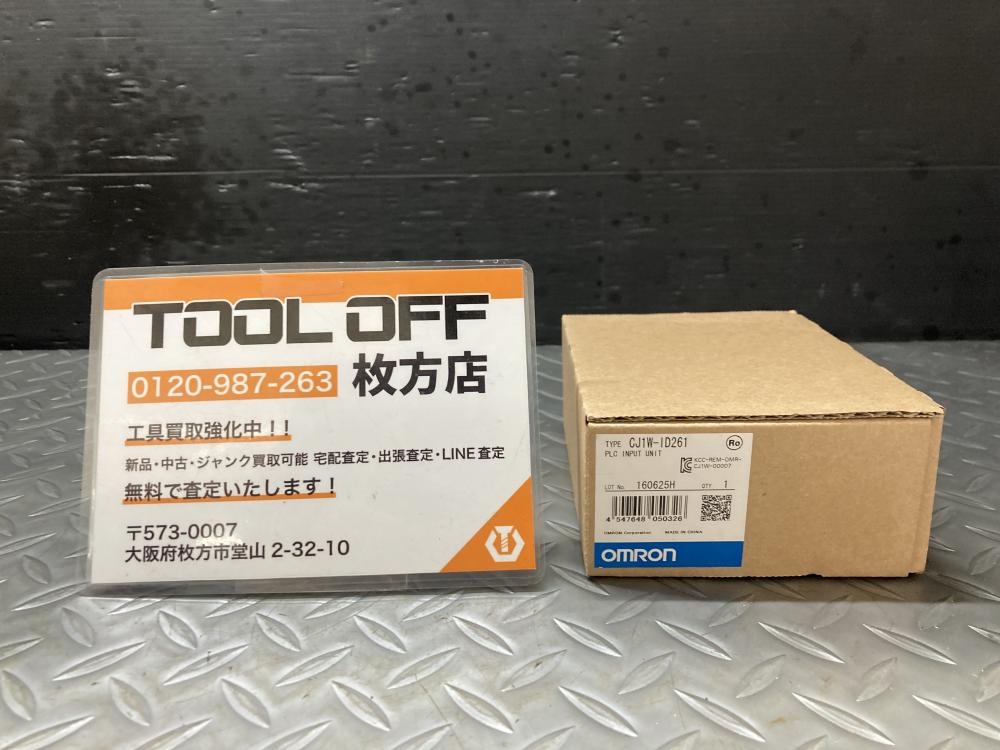 TOOL OFF
0120-987-263 枚方店
工具買取強化中！！
新品・中古・ジャンク買取可能 宅配査定・出張査定・LINE査定
無料で査定いたします！
〒573-0007
大阪府枚方市堂山 2-32-10
TYPE CJ1W-ID261
Ro
PLC INPUT UNIT
KCC-REM-OMR-
CJ1W-00007
LOT No. 160625H QTY 1
4 547648 050326
OMRON Corporation MADE IN CHINA
OMRON